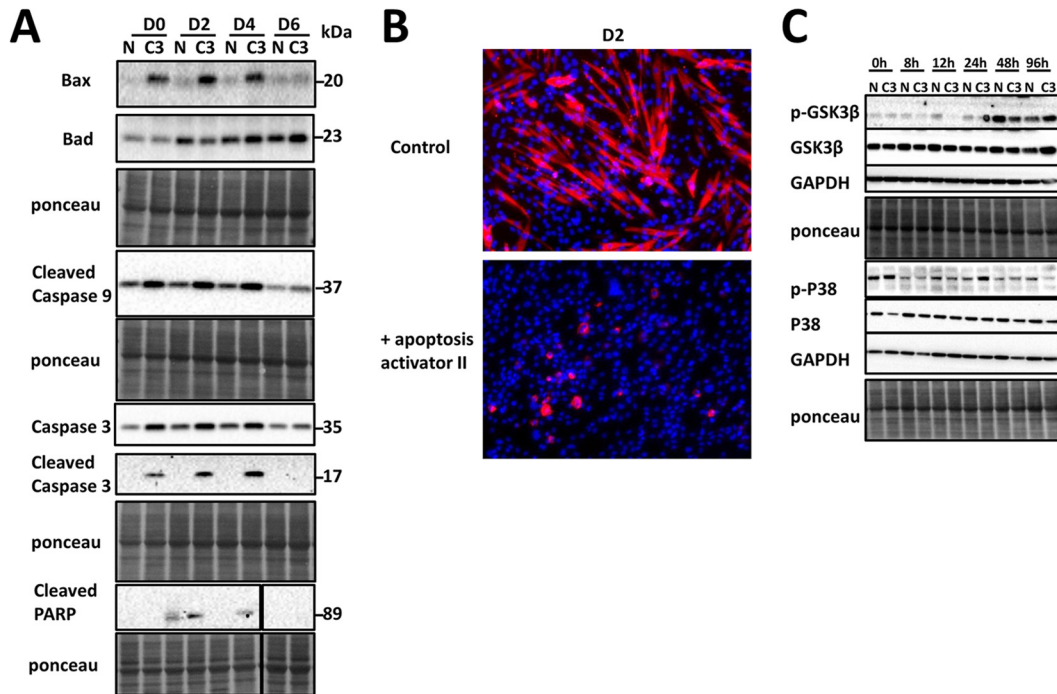 A
D0 D2 D4 D6
N C3 N C3 N C3 N C3 kDa
Bax 20
Bad 23
ponceau
Cleaved
Caspase 9 37
ponceau
Caspase 3 35
Cleaved
Caspase 3 17
ponceau
Cleaved
PARP 89
ponceau
B
D2
Control
+ apoptosis
activator II
C
0h 8h 12h 24h 48h 96h
N C3 N C3 N C3 N C3 N C3 N C3
p-GSK3β
GSK3β
GAPDH
ponceau
p-P38
P38
GAPDH
ponceau